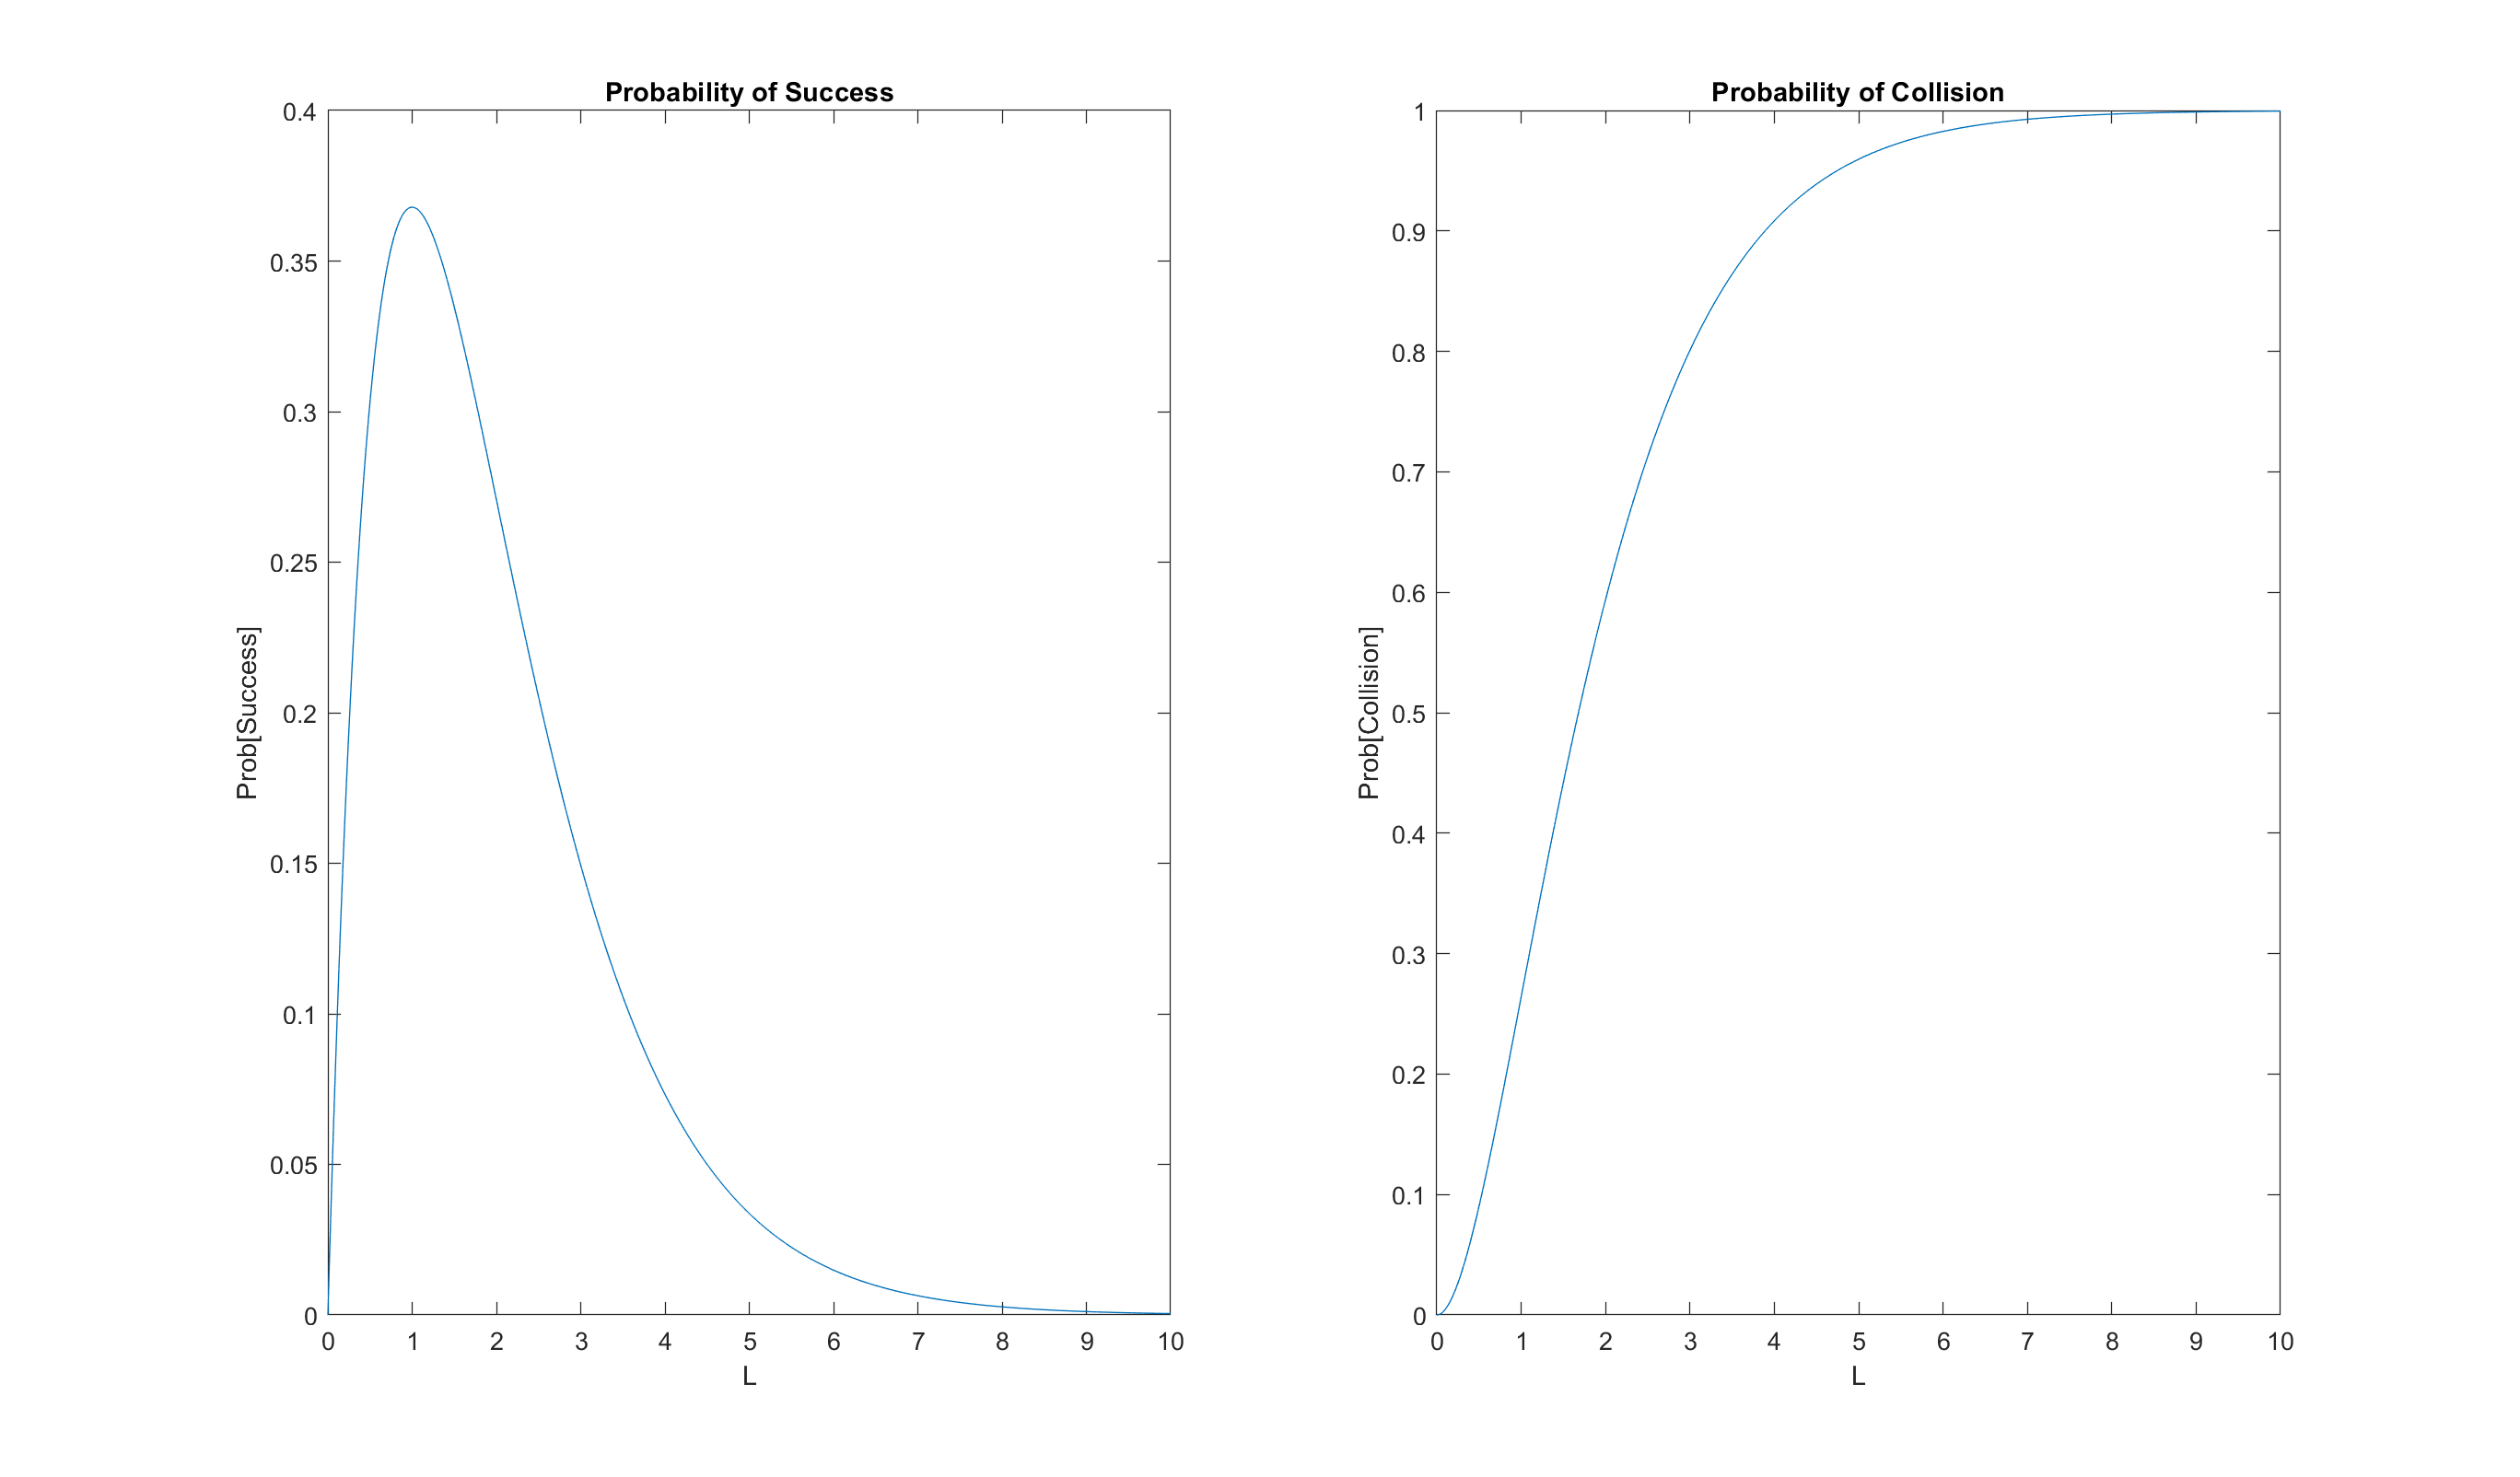 Probability of Success
0.4
0.35
0.3
0.25
0.2
0.15
0.1
0.05
0
Prob[Success]
0 1 2 3 4 5 6 7 8 9 10
L
Probability of Collision
1
0.9
0.8
0.7
0.6
0.5
0.4
0.3
0.2
0.1
0
Prob[Collision]
0 1 2 3 4 5 6 7 8 9 10
L